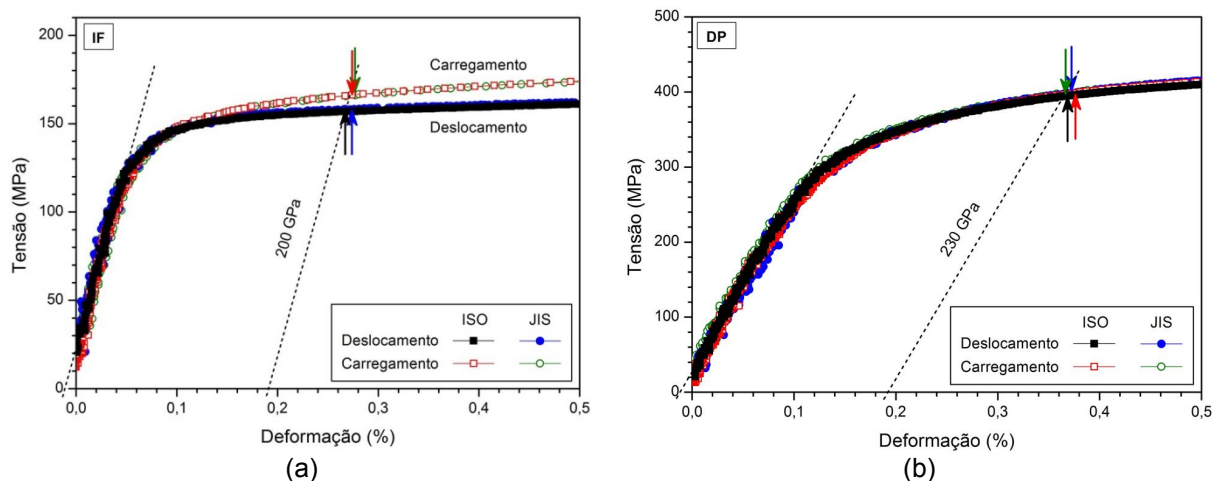 IF
200
150
100
50
0
Tensão (MPa)
Carregamento
Deslocamento
200 GPa
ISO JIS
Deslocamento
Carregamento
0,0 0,1 0,2 0,3 0,4 0,5
Deformação (%)
(a)
DP
500
400
300
200
100
0
Tensão (MPa)
230 GPa
ISO JIS
Deslocamento
Carregamento
0,0 0,1 0,2 0,3 0,4 0,5
Deformação (%)
(b)